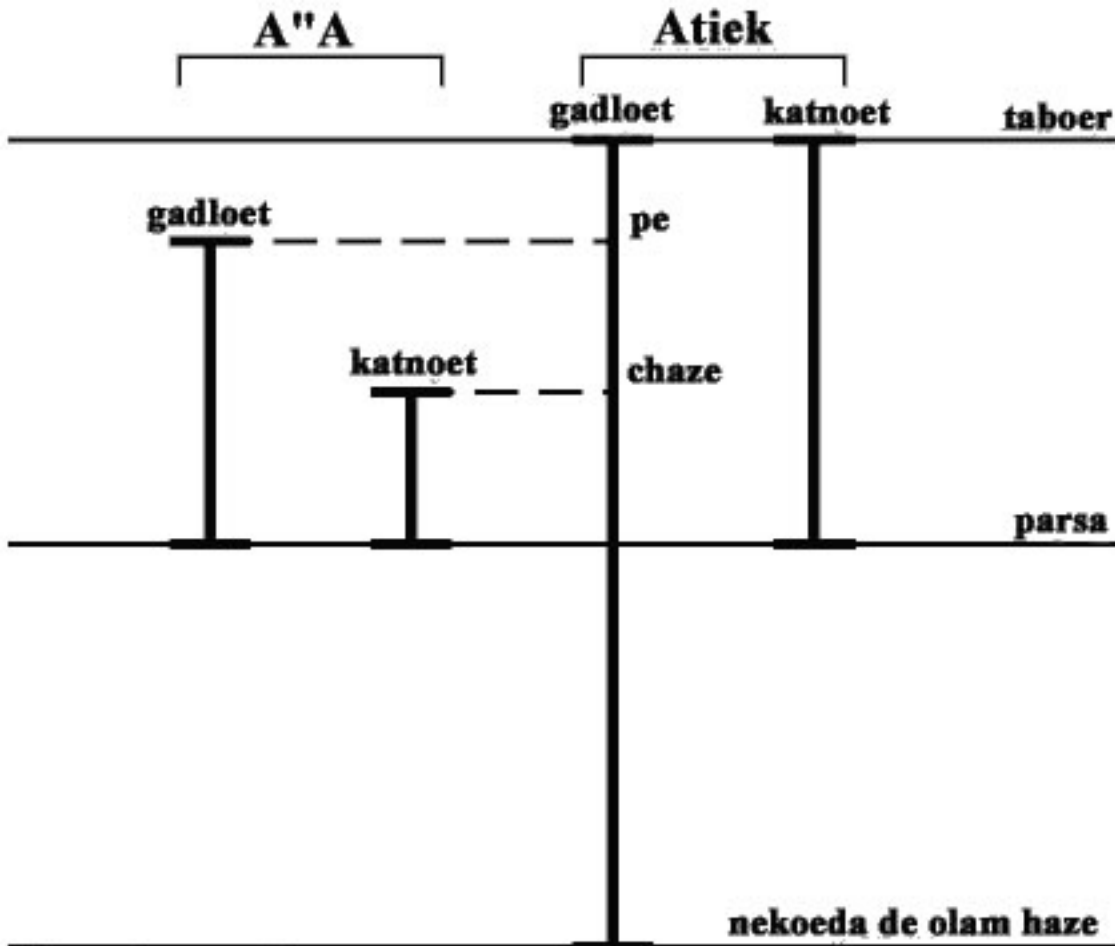 A"A Atiek
gadloet katnoet taboer
gadloet pe
katnoet chaze
parsa
nekoeda de olam haze